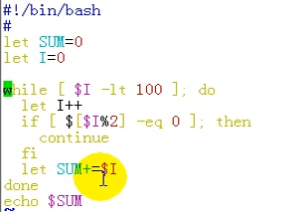 #!/bin/bash
#
let SUM=0
let I=0
while [ $I -lt 100 ]; do
let I++
if [ $[$I%2] -eq 0 ]; then
continue
fi
let SUM+=$I
done
echo $SUM
~